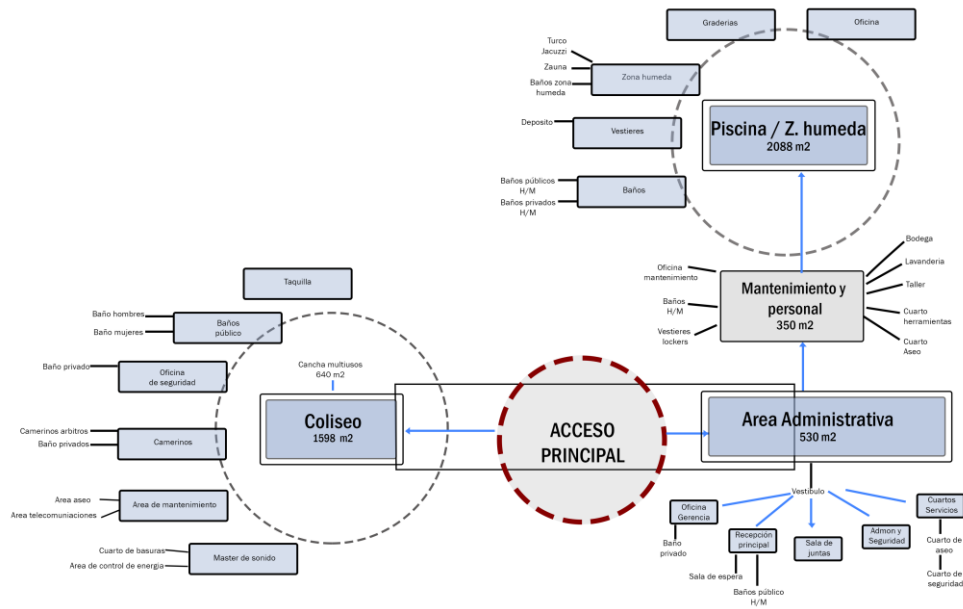 Graderias
Oficina
Turco
Jacuzzi
Zauna
Baños zona
humeda
Zona humeda
Piscina / Z. humeda
2088 m2
Deposito
Vestieres
Baños públicos
H/M
Baños privados
H/M
Baños
Bodega
Lavanderia
Taller
Cuarto
herramientas
Cuarto
Aseo
Oficina
mantenimiento
Baños
H/M
Vestieres
lockers
Mantenimiento y
personal
350 m2
Taquilla
Baño hombres
Baño mujeres
Baños
público
Baño privado
Oficina
de seguridad
Cancha multiusos
640 m2
Coliseo
1598 m2
ACCESO
PRINCIPAL
Area Administrativa
530 m2
Camerinos arbitros
Baño privados
Camerinos
Area aseo
Area telecomuniaciones
Area de mantenimiento
Cuarto de basuras
Area de control de energia
Master de sonido
Vestibulo
Oficina
Gerencia
Baño
privado
Recepción
principal
Sala de espera
Baños público
H/M
Sala de
juntas
Admon y
Seguridad
Cuartos
Servicios
Cuarto de
aseo
Cuarto de
seguridad